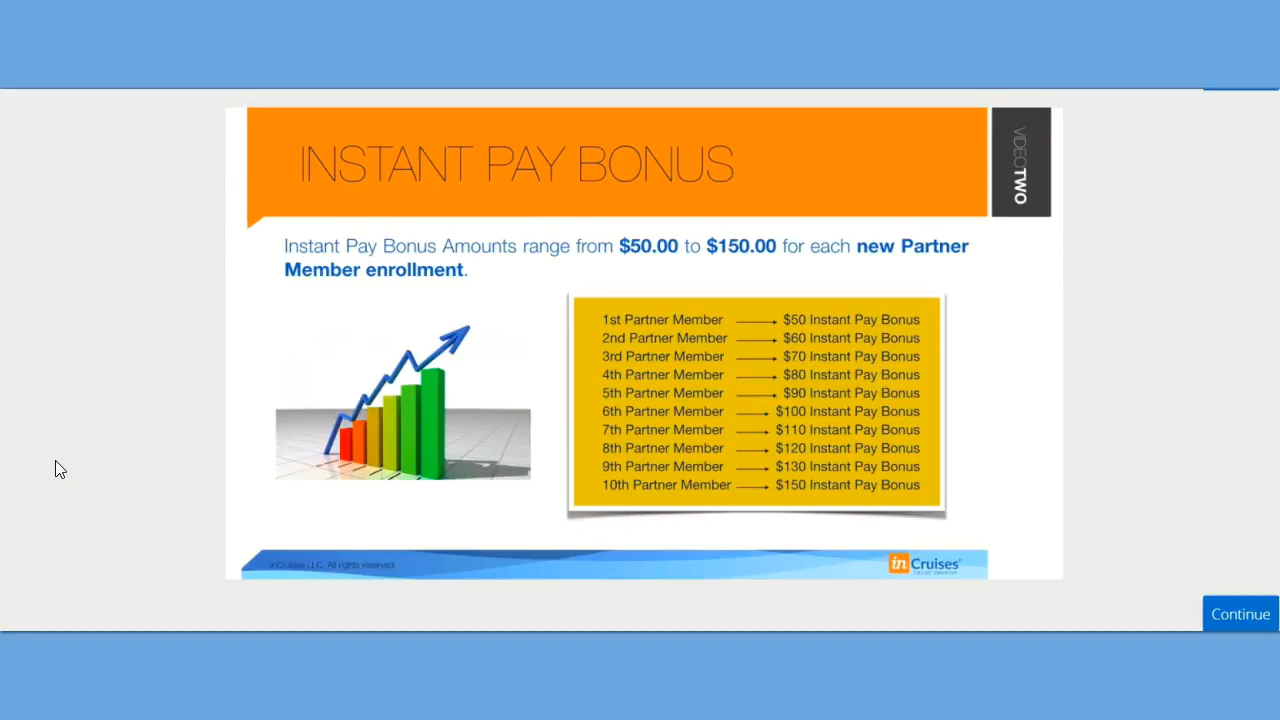 INSTANT PAY BONUS
VIDEOTWO
Instant Pay Bonus Amounts range from $50.00 to $150.00 for each new Partner
Member enrollment.
1st Partner Member $50 Instant Pay Bonus
2nd Partner Member $60 Instant Pay Bonus
3rd Partner Member $70 Instant Pay Bonus
4th Partner Member $80 Instant Pay Bonus
5th Partner Member $90 Instant Pay Bonus
6th Partner Member $100 Instant Pay Bonus
7th Partner Member $110 Instant Pay Bonus
8th Partner Member $120 Instant Pay Bonus
9th Partner Member $130 Instant Pay Bonus
10th Partner Member $150 Instant Pay Bonus
inCruises LLC. All rights reserved.
inCruises®
Continue